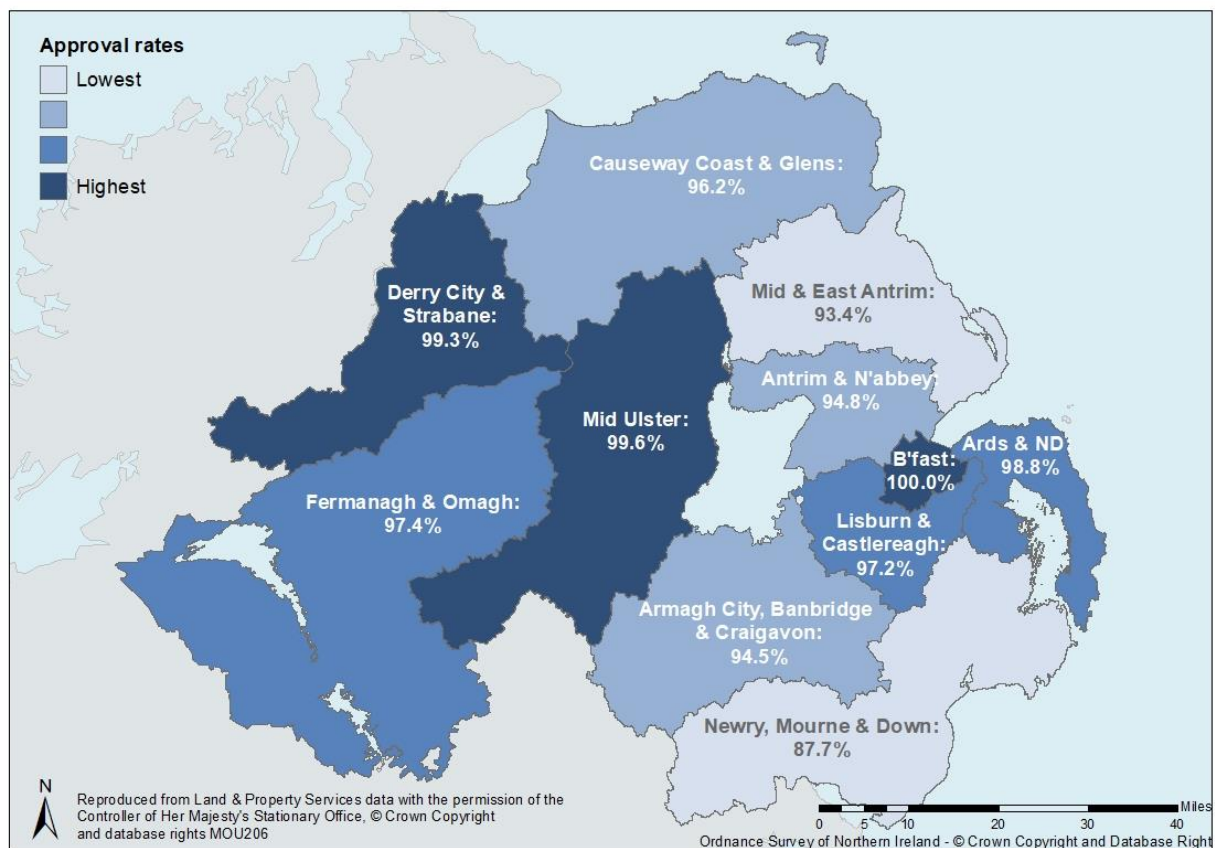 Approval rates
Lowest
Highest
Causeway Coast & Glens:
96.2%
Derry City &
Strabane:
99.3%
Mid & East Antrim:
93.4%
Antrim & N'abbey:
94.8%
Mid Ulster:
99.6%
B'fast:
100.0%
Ards & ND
98.8%
Fermanagh & Omagh:
97.4%
Lisburn &
Castlereagh:
97.2%
Armagh City, Banbridge
& Craigavon:
94.5%
Newry, Mourne & Down:
87.7%
N
Reproduced from Land & Property Services data with the permission of the
Controller of Her Majesty's Stationary Office, © Crown Copyright
and database rights MOU206
Miles
0 5 10 20 30 40
Ordnance Survey of Northern Ireland - © Crown Copyright and Database Right